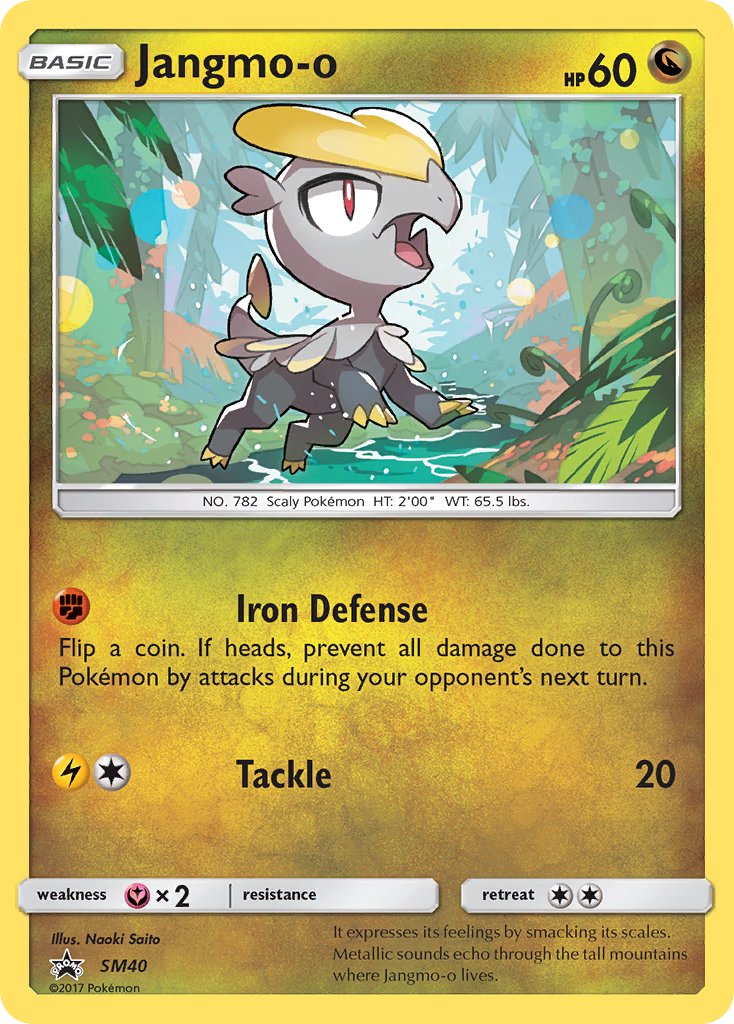 BASIC Jangmo-o HP 60
NO. 782 Scaly Pokémon HT: 2'00" WT: 65.5 lbs.
Iron Defense
Flip a coin. If heads, prevent all damage done to this
Pokémon by attacks during your opponent's next turn.
Tackle 20
weakness ×2 resistance retreat
Illus. Naoki Saito
PROMO SM40
©2017 Pokémon
It expresses its feelings by smacking its scales.
Metallic sounds echo through the tall mountains
where Jangmo-o lives.